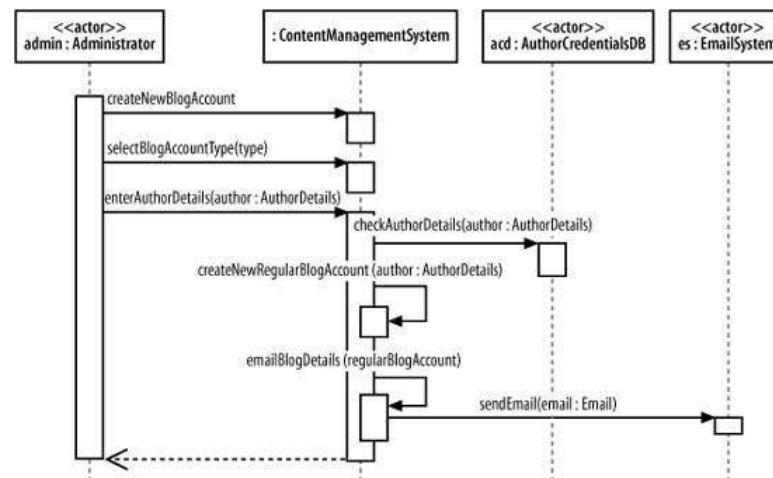 <<actor>>
admin : Administrator
: ContentManagementSystem
<<actor>>
acd : AuthorCredentialsDB
<<actor>>
es : EmailSystem
createNewBlogAccount
selectBlogAccountType(type)
enterAuthorDetails(author : AuthorDetails)
checkAuthorDetails(author : AuthorDetails)
createNewRegularBlogAccount (author : AuthorDetails)
emailBlogDetails (regularBlogAccount)
sendEmail(email : Email)